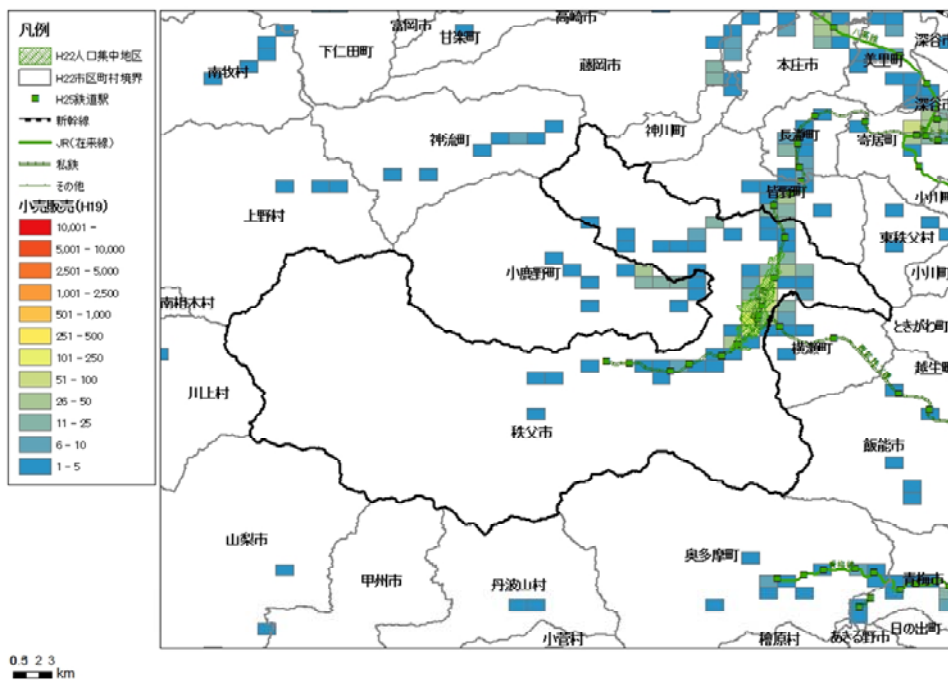 凡例
H22人口集中地区
H22市区町村境界
H25鉄道駅
新幹線
JR(在来線)
私鉄
その他
小売販売(H19)
10,001 -
5,001 - 10,000
2,501 - 5,000
1,001 - 2,500
501 - 1,000
251 - 500
101 - 250
51 - 100
26 - 50
11 - 25
6 - 10
1 - 5
富岡市
甘楽町
高崎市
下仁田町
南牧村
藤岡市
本庄市
美里町
深谷市
深谷市
神流町
神川町
長瀞町
寄居町
上野村
皆野町
小川町
東秩父村
小鹿野町
小川町
南相木村
ときがわ町
横瀬町
越生町
川上村
秩父市
飯能市
山梨市
奥多摩町
甲州市
丹波山村
青梅市
小菅村
檜原村
あきる野市
日の出町
km